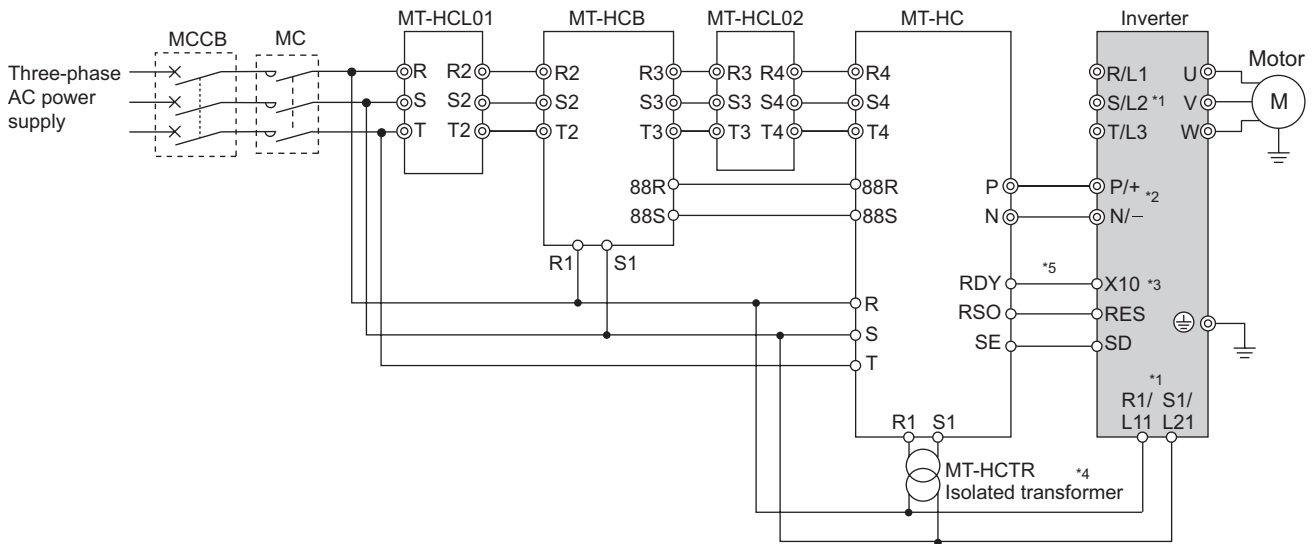 MT-HCL01 MT-HCB MT-HCL02 MT-HC Inverter
MCCB MC Motor
Three-phase
AC power
supply
R R2 R2 R3 R3 R4 R4 R/L1 U
S S2 S2 S3 S3 S4 S4 S/L2 *1 V M
T T2 T2 T3 T3 T4 T4 T/L3 W
88R 88R P P/+ *2
88S 88S N N/−
R1 S1
RDY *5 X10 *3
R
RSO RES
S
SE SD
T
*1
R1/ S1/
R1 S1 L11 L21
MT-HCTR *4
Isolated transformer